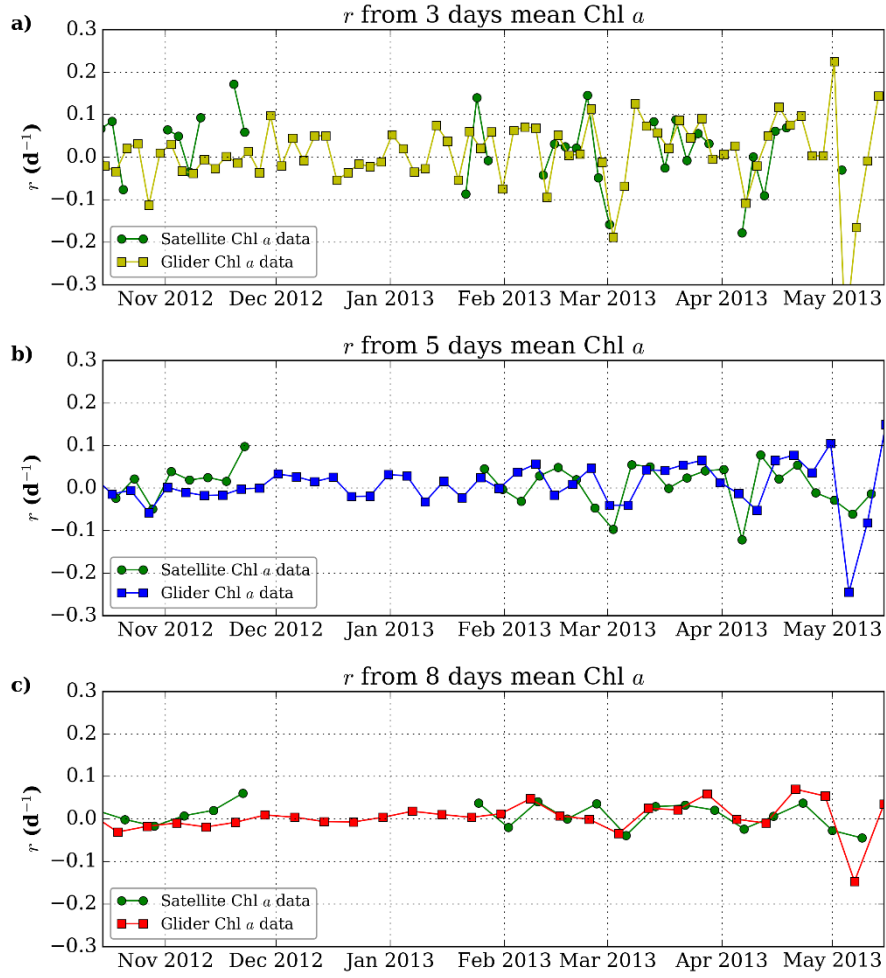 a)
r from 3 days mean Chl a
0.3
0.2
0.1
0.0
−0.1
−0.2
−0.3
r (d⁻¹)
Satellite Chl a data
Glider Chl a data
Nov 2012 Dec 2012 Jan 2013 Feb 2013 Mar 2013 Apr 2013 May 2013
b)
r from 5 days mean Chl a
0.3
0.2
0.1
0.0
−0.1
−0.2
−0.3
r (d⁻¹)
Satellite Chl a data
Glider Chl a data
Nov 2012 Dec 2012 Jan 2013 Feb 2013 Mar 2013 Apr 2013 May 2013
c)
r from 8 days mean Chl a
0.3
0.2
0.1
0.0
−0.1
−0.2
−0.3
r (d⁻¹)
Satellite Chl a data
Glider Chl a data
Nov 2012 Dec 2012 Jan 2013 Feb 2013 Mar 2013 Apr 2013 May 2013